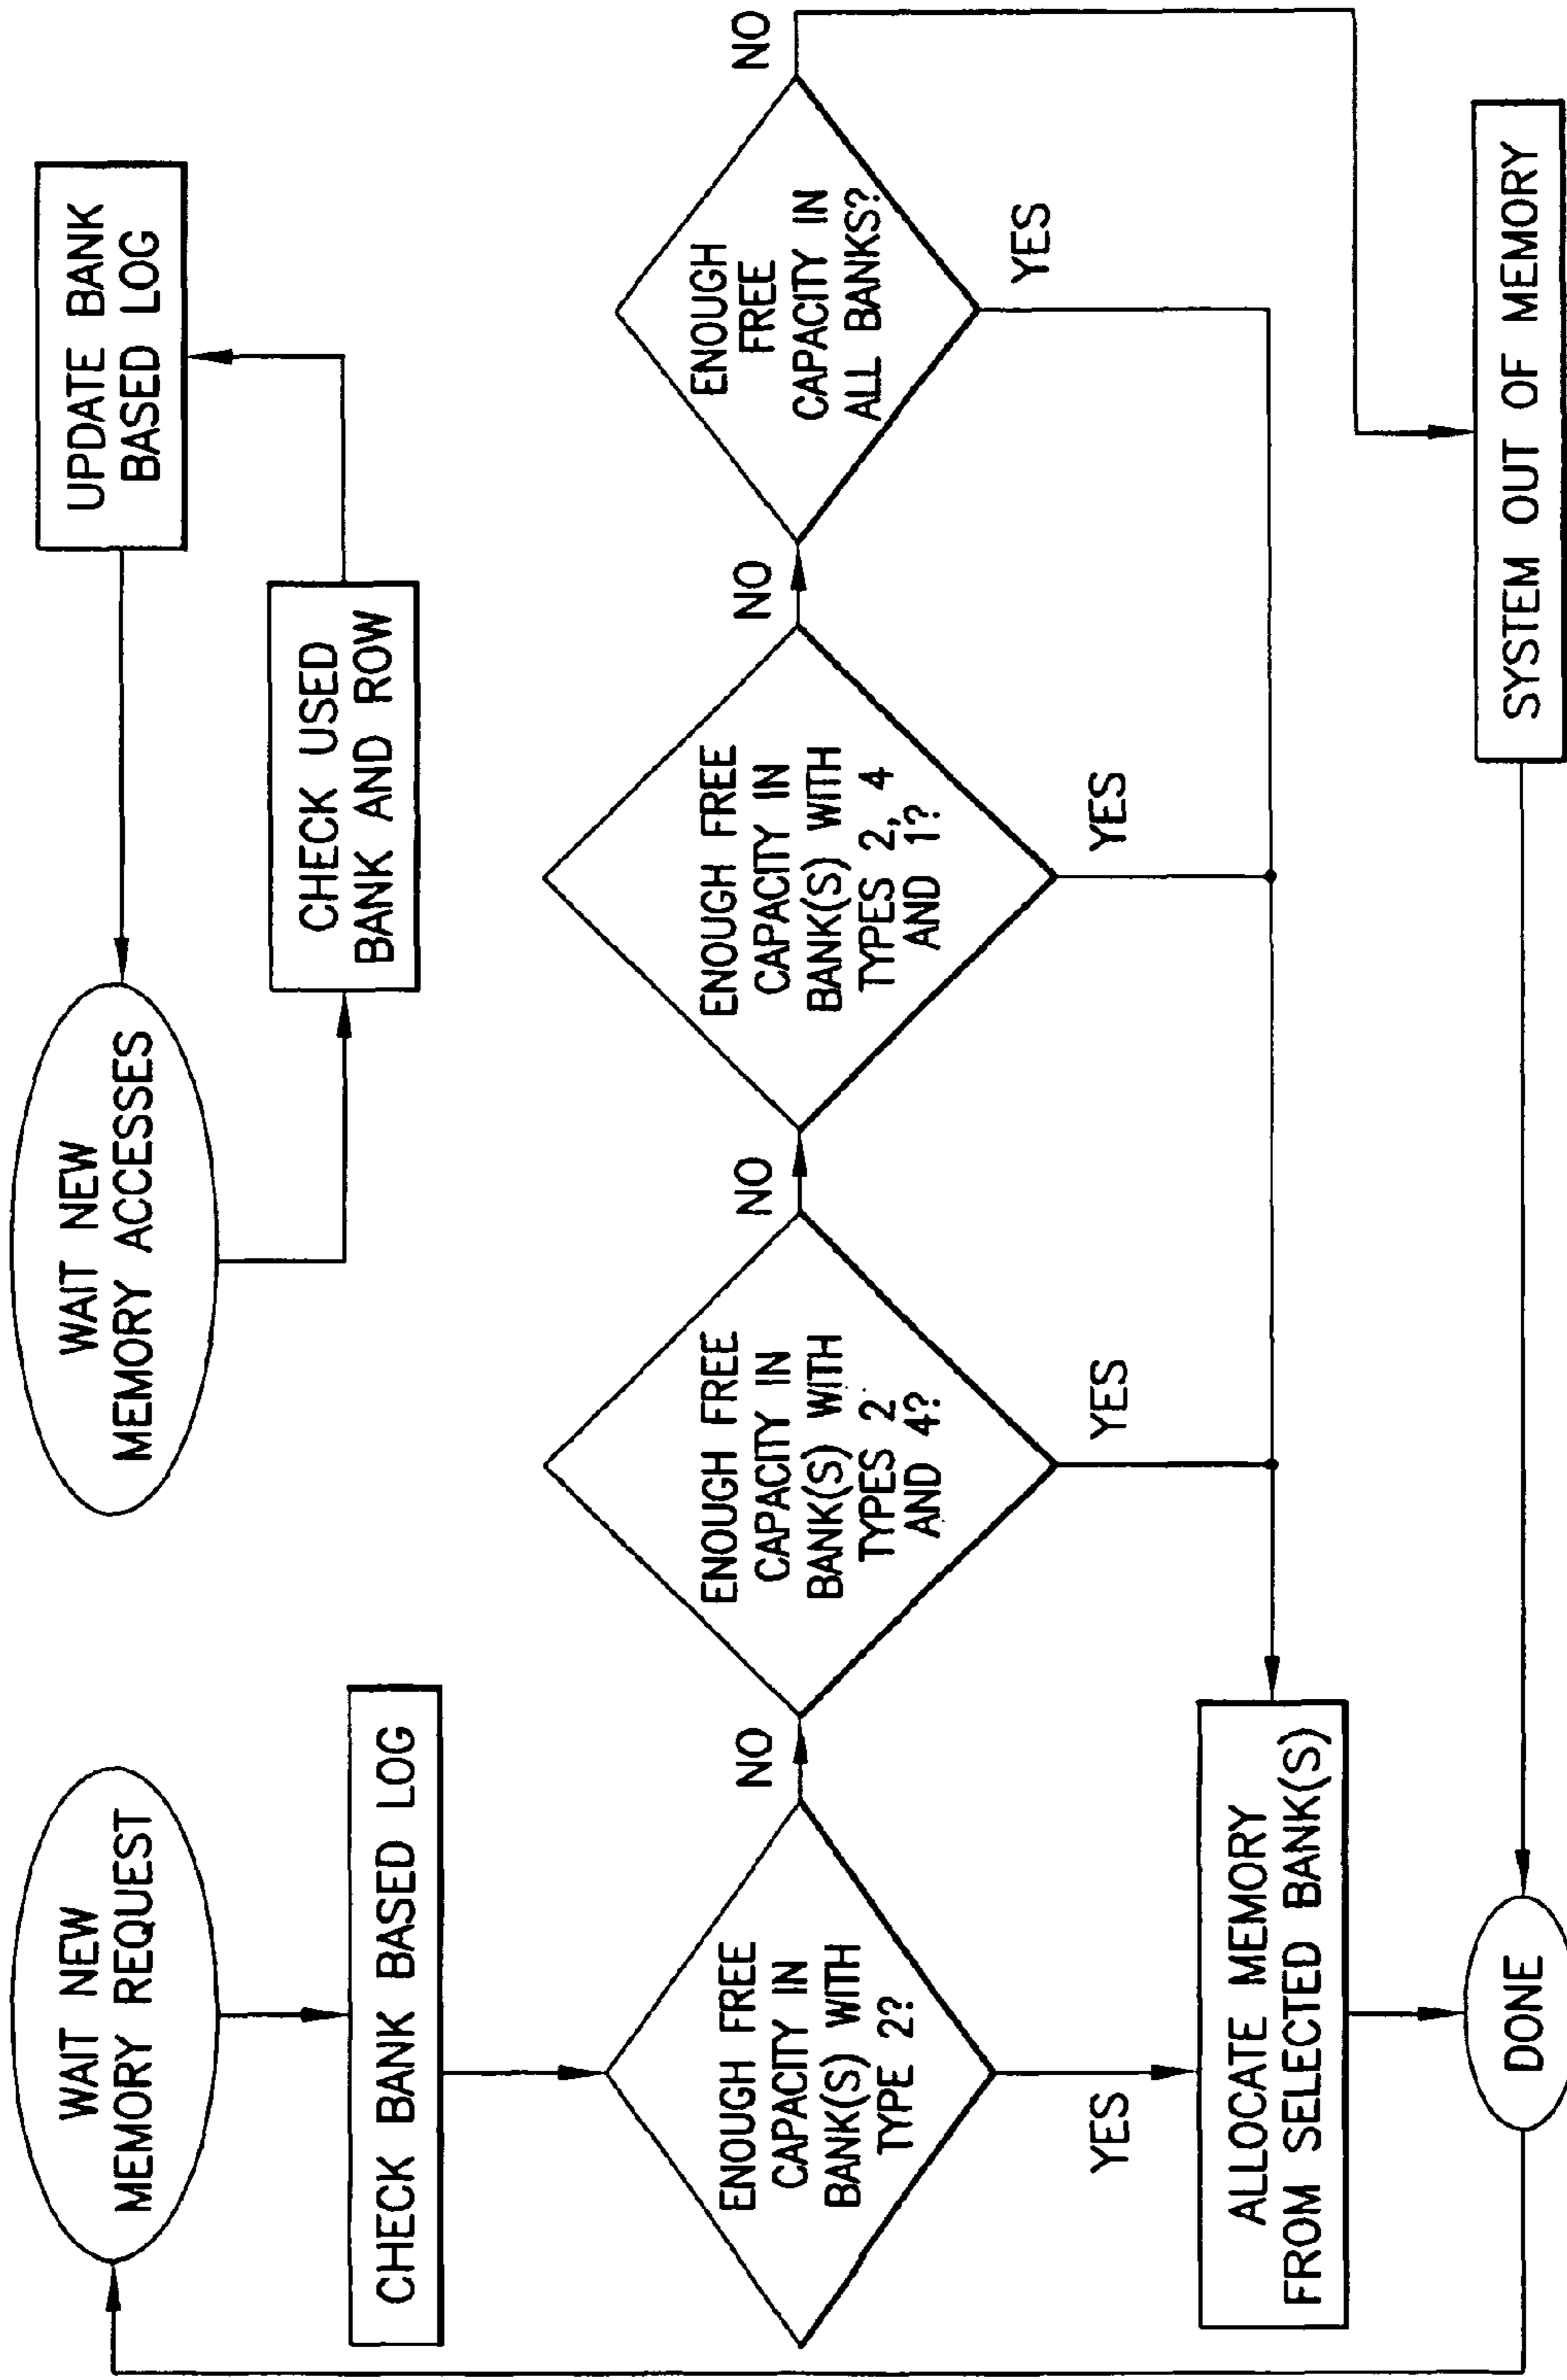 WAIT NEW
MEMORY REQUEST
CHECK BANK BASED LOG
ENOUGH FREE
CAPACITY IN
BANK(S) WITH
TYPE 2?
NO
YES
ALLOCATE MEMORY
FROM SELECTED BANK(S)
DONE
ENOUGH FREE
CAPACITY IN
BANK(S) WITH
TYPES 2
AND 4?
NO
YES
ENOUGH FREE
CAPACITY IN
BANK(S) WITH
TYPES 2, 4
AND 1?
NO
YES
ENOUGH
FREE
CAPACITY IN
ALL BANKS?
NO
YES
SYSTEM OUT OF MEMORY
WAIT NEW
MEMORY ACCESSES
CHECK USED
BANK AND ROW
UPDATE BANK
BASED LOG